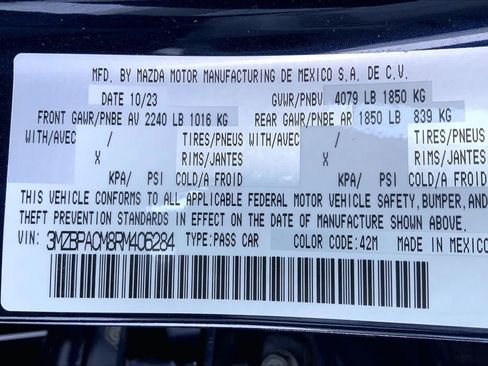 MFD. BY MAZDA MOTOR MANUFACTURING DE MEXICO S.A. DE C.V.
DATE 10/23 GVWR/PNBV 4079 LB 1850 KG
FRONT GAWR/PNBE AV 2240 LB 1016 KG REAR GAWR/PNBE AR 1850 LB 839 KG
WITH/AVEC / TIRES/PNEUS WITH/AVEC / TIRES/PNEUS
X RIMS/JANTES X RIMS/JANTES
KPA/ PSI COLD/A FROID KPA/ PSI COLD/A FROID
THIS VEHICLE CONFORMS TO ALL APPLICABLE FEDERAL MOTOR VEHICLE SAFETY, BUMPER, AND
THEFT PREVENTION STANDARDS IN EFFECT ON THE DATE OF MANUFACTURE SHOWN ABOVE.
VIN: 3MZBPACM8RM406284 TYPE:PASS CAR COLOR CODE:42M MADE IN MEXICO